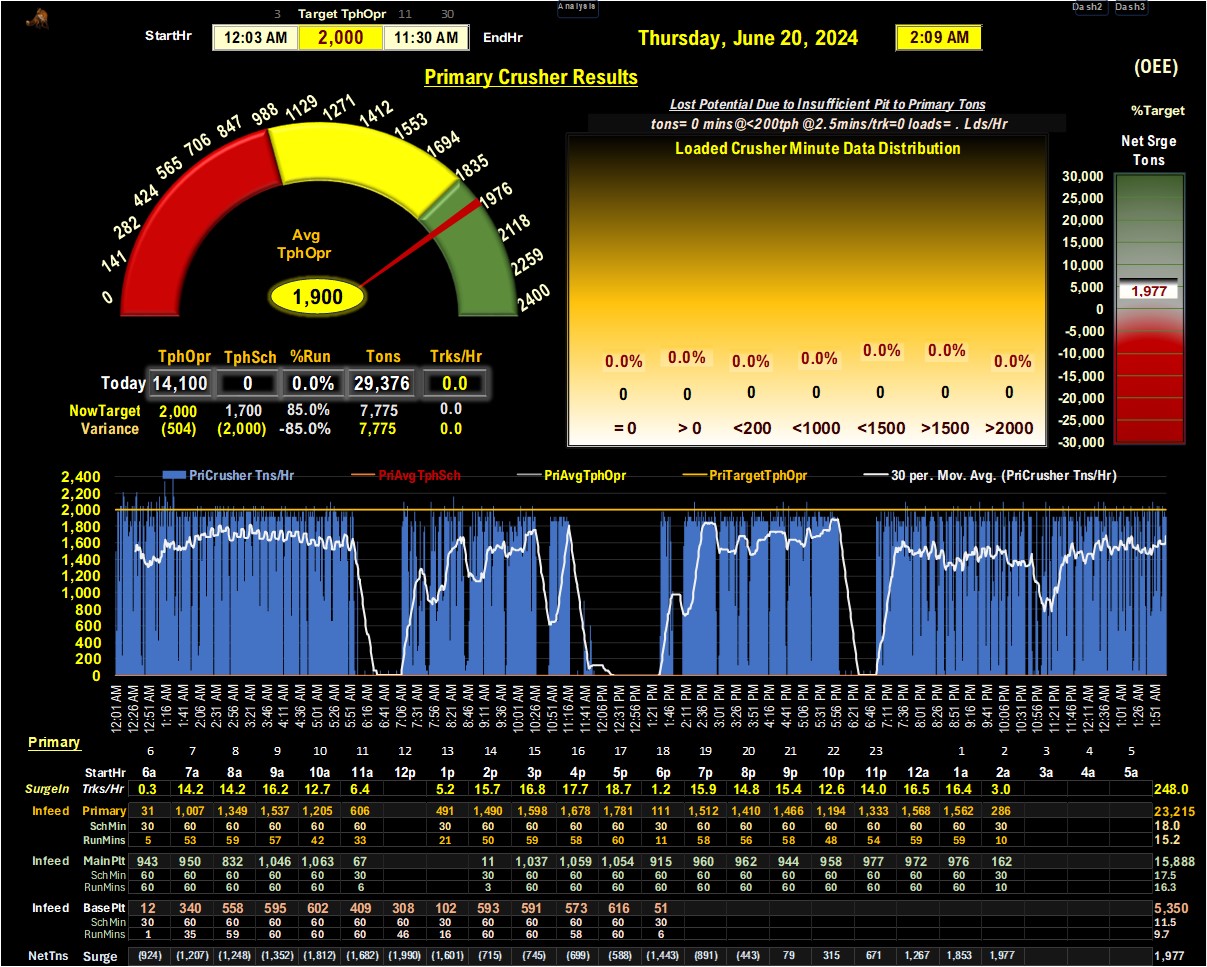 3 Target TphOpr 11 30 Analysis Dash2 Dash3
StartHr 12:03 AM 2,000 11:30 AM EndHr Thursday, June 20, 2024 2:09 AM
(OEE)
Primary Crusher Results
Lost Potential Due to Insufficient Pit to Primary Tons
%Target
tons= 0 mins@<200tph @2.5mins/trk=0 loads= . Lds/Hr
Loaded Crusher Minute Data Distribution
Net Srge
Tons
0 141 282 424 565 706 847 988 1129 1271 1412 1553 1694 1835 1976 2118 2259 2400
Avg
TphOpr
1,900
30,000
25,000
20,000
15,000
10,000
5,000
0
-5,000
-10,000
-15,000
-20,000
-25,000
-30,000
1,977
0.0% 0.0% 0.0% 0.0% 0.0% 0.0% 0.0%
0 0 0 0 0 0 0
= 0 > 0 <200 <1000 <1500 >1500 >2000
TphOpr TphSch %Run Tons Trks/Hr
Today 14,100 0 0.0% 29,376 0.0
NowTarget 2,000 1,700 85.0% 7,775 0.0
Variance (504) (2,000) -85.0% 7,775 0.0
PriCrusher Tns/Hr PriAvgTphSch PriAvgTphOpr PriTargetTphOpr 30 per. Mov. Avg. (PriCrusher Tns/Hr)
2,400
2,200
2,000
1,800
1,600
1,400
1,200
1,000
800
600
400
200
0
12:01 AM 12:26 AM 12:51 AM 1:16 AM 1:41 AM 2:06 AM 2:31 AM 2:56 AM 3:21 AM 3:46 AM 4:11 AM 4:36 AM 5:01 AM 5:26 AM 5:51 AM 6:16 AM 6:41 AM 7:06 AM 7:31 AM 7:56 AM 8:21 AM 8:46 AM 9:11 AM 9:36 AM 10:01 AM 10:26 AM 10:51 AM 11:16 AM 11:41 AM 12:06 PM 12:31 PM 12:56 PM 1:21 PM 1:46 PM 2:11 PM 2:36 PM 3:01 PM 3:26 PM 3:51 PM 4:16 PM 4:41 PM 5:06 PM 5:31 PM 5:56 PM 6:21 PM 6:46 PM 7:11 PM 7:36 PM 8:01 PM 8:26 PM 8:51 PM 9:16 PM 9:41 PM 10:06 PM 10:31 PM 10:56 PM 11:21 PM 11:46 PM 12:11 AM 12:36 AM 1:01 AM 1:26 AM 1:51 AM
Primary
6 7 8 9 10 11 12 13 14 15 16 17 18 19 20 21 22 23 1 2 3 4 5
StartHr 6a 7a 8a 9a 10a 11a 12p 1p 2p 3p 4p 5p 6p 7p 8p 9p 10p 11p 12a 1a 2a 3a 4a 5a
SurgeIn Trks/Hr 0.3 14.2 14.2 16.2 12.7 6.4 5.2 15.7 16.8 17.7 18.7 1.2 15.9 14.8 15.4 12.6 14.0 16.5 16.4 3.0 248.0
Infeed Primary 31 1,007 1,349 1,537 1,205 606 491 1,490 1,598 1,678 1,781 111 1,512 1,410 1,466 1,194 1,333 1,568 1,562 286 23,215
SchMin 30 60 60 60 60 60 30 60 60 60 60 30 60 60 60 60 60 60 60 30 18.0
RunMins 5 53 59 57 42 33 21 50 59 58 60 11 58 56 58 48 54 59 59 10 15.2
Infeed MainPlt 943 950 832 1,046 1,063 67 11 1,037 1,059 1,054 915 960 962 944 958 977 972 976 162 15,888
SchMin 60 60 60 60 60 30 30 60 60 60 60 60 60 60 60 60 60 60 30 17.5
RunMins 60 60 60 60 60 6 3 60 60 60 60 60 60 60 60 60 60 60 10 16.3
Infeed BasePlt 12 340 558 595 602 409 308 102 593 591 573 616 51 5,350
SchMin 30 60 60 60 60 60 60 30 60 60 60 60 30 11.5
RunMins 1 35 59 60 60 60 46 16 60 60 58 60 6 9.7
NetTns Surge (924) (1,207) (1,248) (1,352) (1,812) (1,682) (1,990) (1,601) (715) (745) (699) (588) (1,443) (891) (443) 79 315 671 1,267 1,853 1,977 1,977